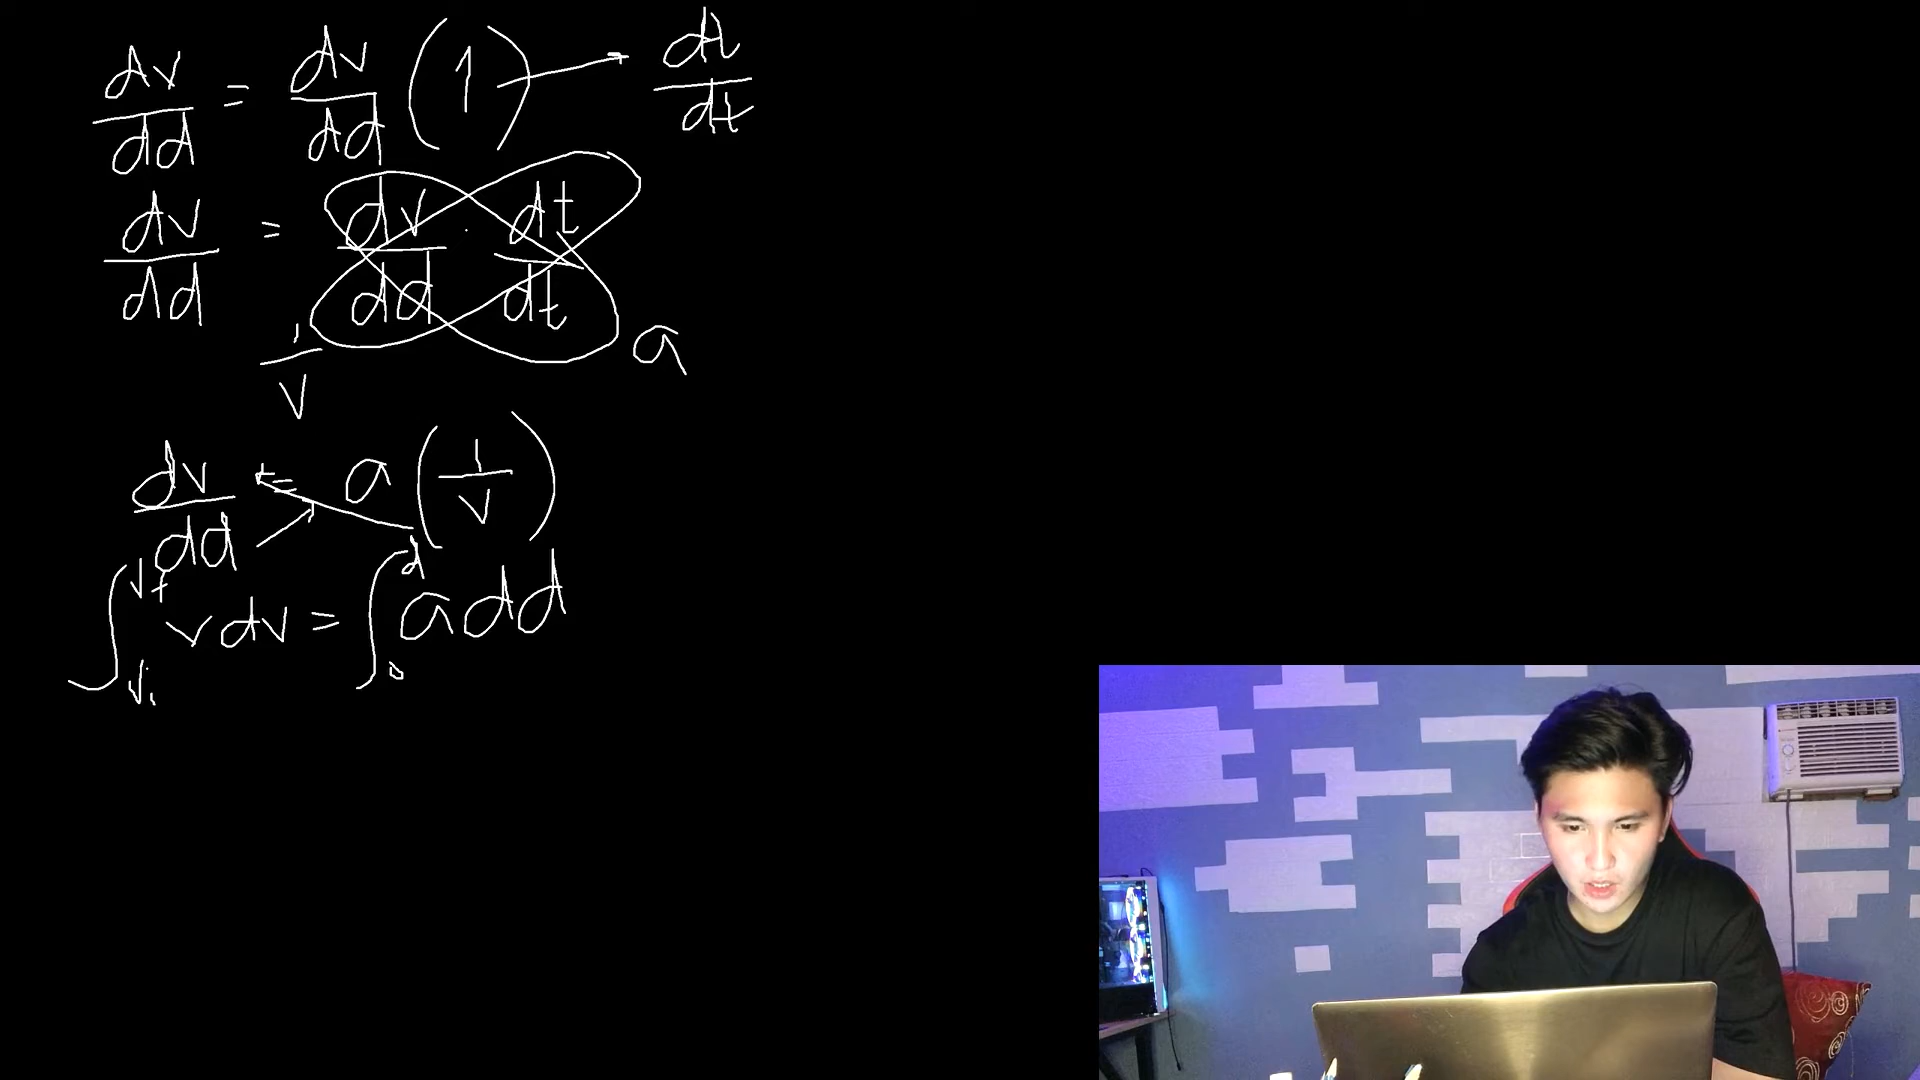 dv/dd = dv/dd (1) → dt/dt
dv/dd = dv/dd · dt/dt
1/v a
dv/dd = a (1/v)
∫_{Vi}^{Vf} v dv = ∫_{0}^{d} a dd